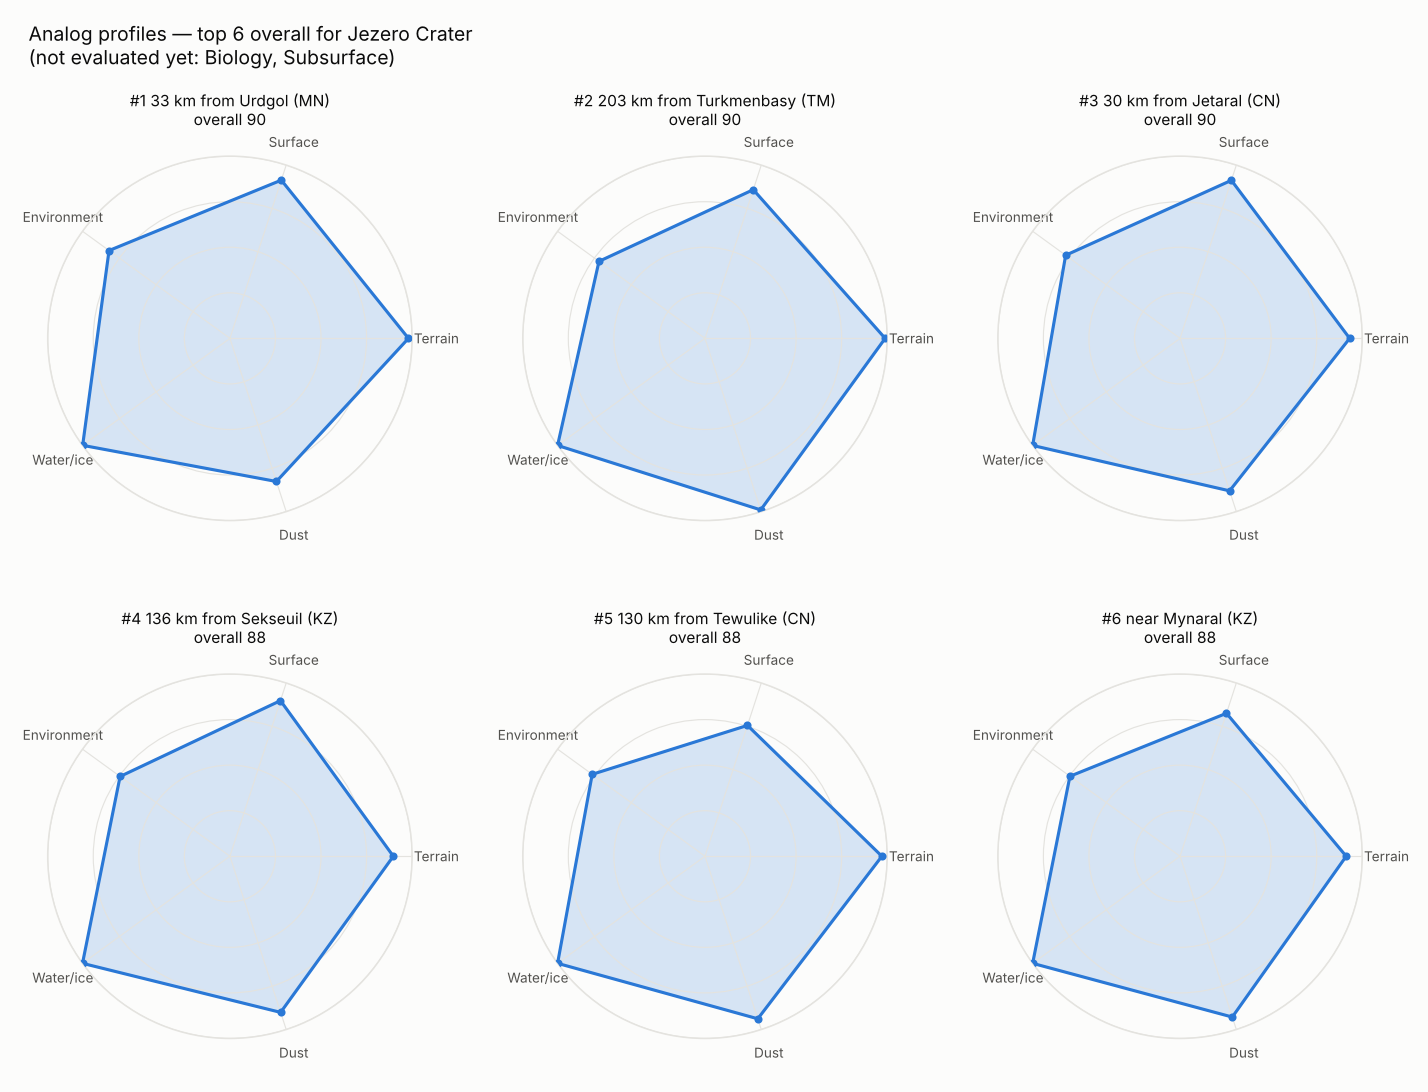 Analog profiles — top 6 overall for Jezero Crater
(not evaluated yet: Biology, Subsurface)
#1 33 km from Urdgol (MN)
overall 90
Surface
Environment
Terrain
Water/ice
Dust
#2 203 km from Turkmenbasy (TM)
overall 90
Surface
Environment
Terrain
Water/ice
Dust
#3 30 km from Jetaral (CN)
overall 90
Surface
Environment
Terrain
Water/ice
Dust
#4 136 km from Sekseuil (KZ)
overall 88
Surface
Environment
Terrain
Water/ice
Dust
#5 130 km from Tewulike (CN)
overall 88
Surface
Environment
Terrain
Water/ice
Dust
#6 near Mynaral (KZ)
overall 88
Surface
Environment
Terrain
Water/ice
Dust